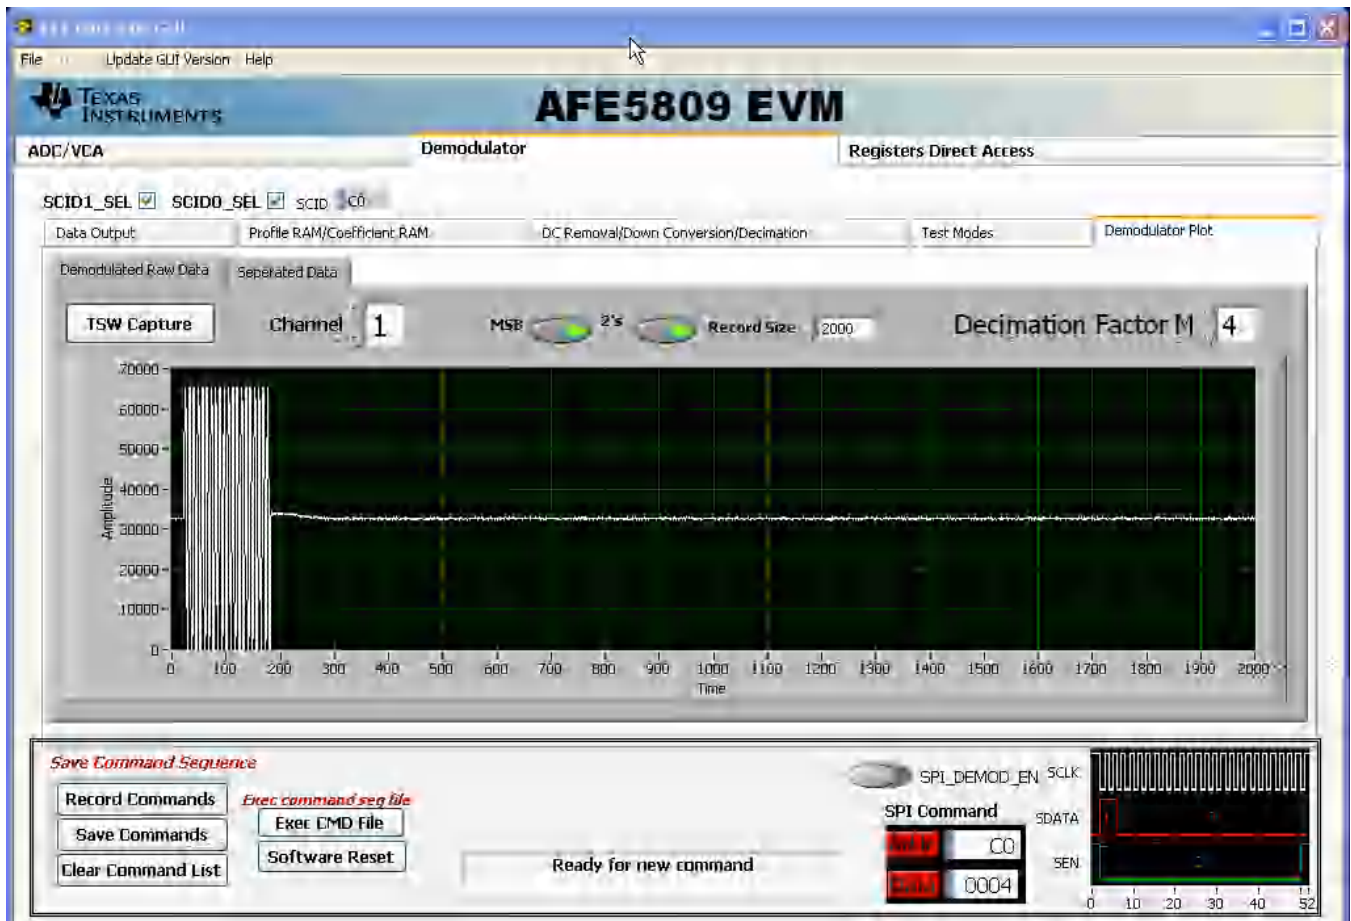 File Update GUI Version Help
TEXAS
INSTRUMENTS
AFE5809 EVM
ADC/VCA Demodulator Registers Direct Access
SCID1_SEL SCID0_SEL SCID C0
Data Output Profile RAM/Coefficient RAM DC Removal/Down Conversion/Decimation Test Modes Demodulator Plot
Demodulated Raw Data Seperated Data
TSW Capture Channel 1 MSB 2's Record Size 2000 Decimation Factor M 4
70000
60000
50000
40000
30000
20000
10000
0
Amplitude
0 100 200 300 400 500 600 700 800 900 1000 1100 1200 1300 1400 1500 1600 1700 1800 1900 2000
Time
Save Command Sequence
Record Commands
Save Commands
Clear Command List
Exec command seq file
Exec CMD File
Software Reset
Ready for new command
SPI_DEMOD_EN
SPI Command
C0
0004
SCLK
SDATA
SEN
0 10 20 30 40 52